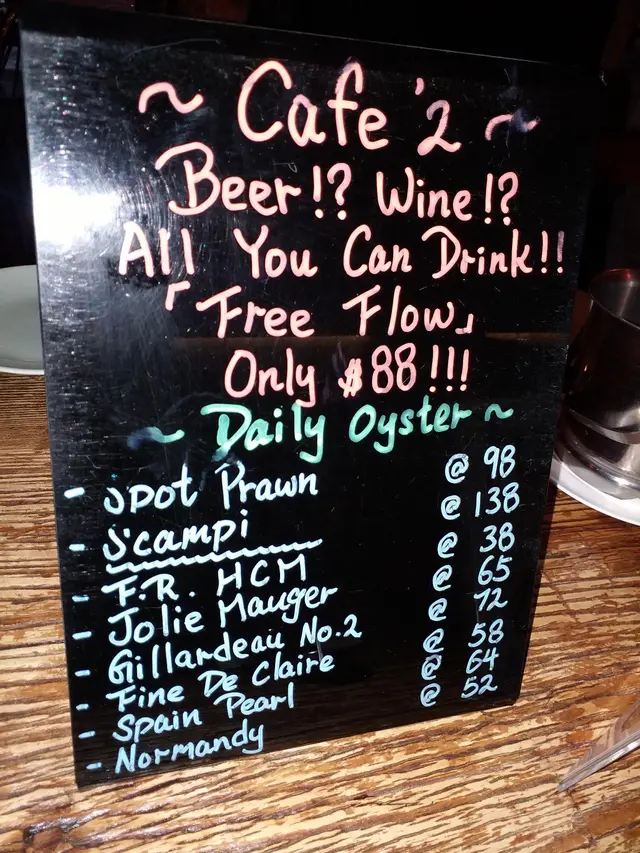 ~ Cafe '2 ~
Beer!? Wine!?
All You Can Drink!!
「Free Flow」
Only $88!!!
~ Daily Oyster ~
- Spot Prawn @ 98
- Scampi @ 138
- F.R. HCM @ 38
- Jolie Mauger @ 65
- Gillardeau No.2 @ 72
- Fine De Claire @ 58
- Spain Pearl @ 64
- Normandy @ 52